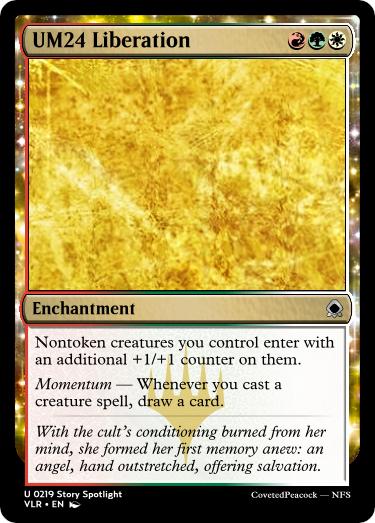 UM24 Liberation
Enchantment
Nontoken creatures you control enter with
an additional +1/+1 counter on them.
Momentum — Whenever you cast a
creature spell, draw a card.
With the cult's conditioning burned from her
mind, she formed her first memory anew: an
angel, hand outstretched, offering salvation.
U 0219 Story Spotlight
VLR • EN
CovetedPeacock — NFS